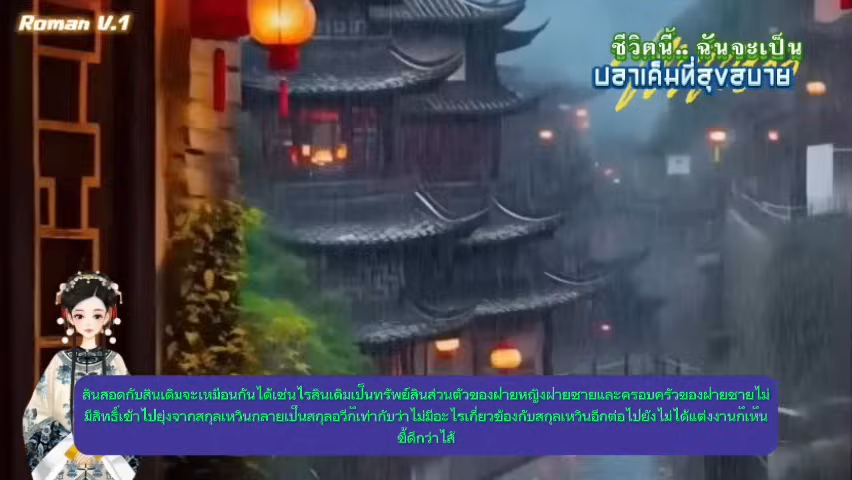 Roman V.1
ชีวิตนี้.. ฉันจะเป็น
ปลาเค็มที่สุขสบาย
สินสอดกับสินเดิมจะเหมือนกันได้เช่นไรสินเดิมเป็นทรัพย์สินส่วนตัวของฝ่ายหญิงฝ่ายชายและครอบครัวของฝ่ายชายไม่
มีสิทธิ์เข้าไปยุ่งจากสกุลเหวินกลายเป็นสกุลอวี๋ก็เท่ากับว่าไม่มีอะไรเกี่ยวข้องกับสกุลเหวินอีกต่อไปยังไม่ได้แต่งงานก็เห็น
ขี้ดีกว่าไส้